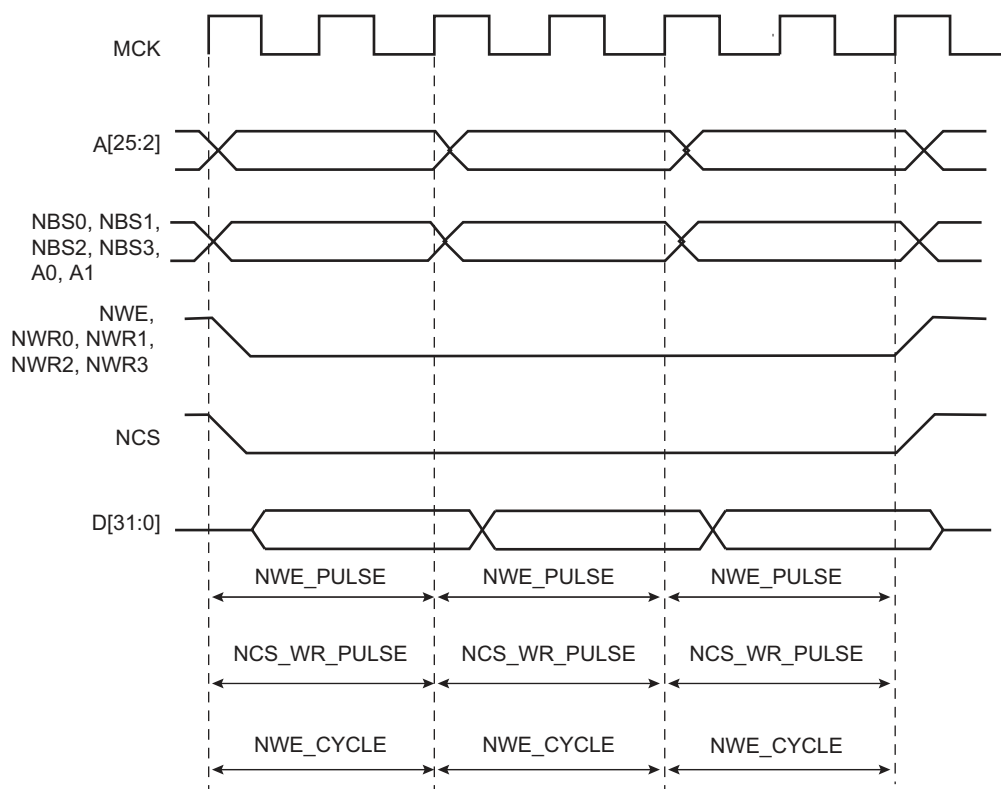 MCK
A[25:2]
NBS0, NBS1,
NBS2, NBS3,
A0, A1
NWE,
NWR0, NWR1,
NWR2, NWR3
NCS
D[31:0]
NWE_PULSE NWE_PULSE NWE_PULSE
NCS_WR_PULSE NCS_WR_PULSE NCS_WR_PULSE
NWE_CYCLE NWE_CYCLE NWE_CYCLE